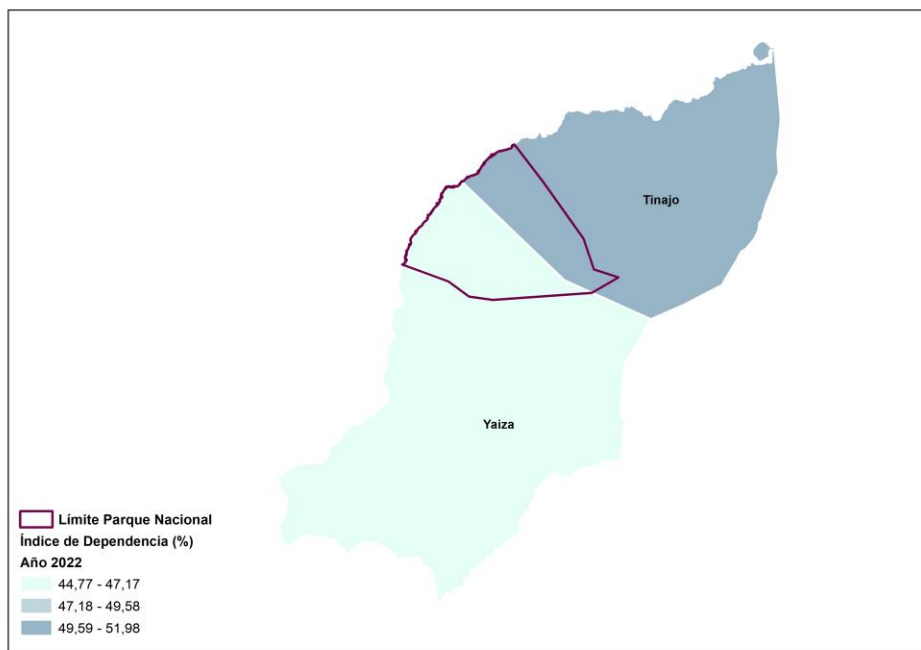 Tinajo
Yaiza
Límite Parque Nacional
Índice de Dependencia (%)
Año 2022
44,77 - 47,17
47,18 - 49,58
49,59 - 51,98